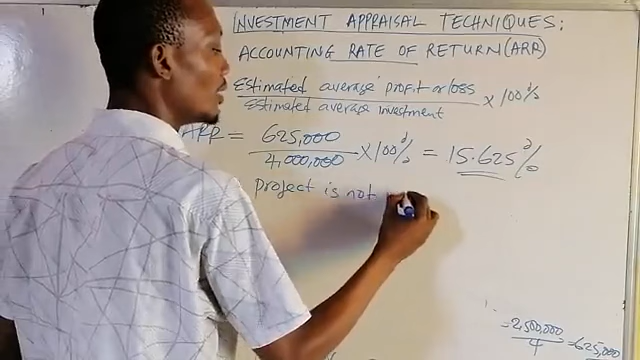 INVESTMENT APPRAISAL TECHNIQUES:
ACCOUNTING RATE OF RETURN (ARR)
Estimated average profit or loss
Estimated average investment
× 100%
ARR = 625,000
4,000,000
× 100% = 15.625%
project is not
= 2,500,000
4
= 625,000